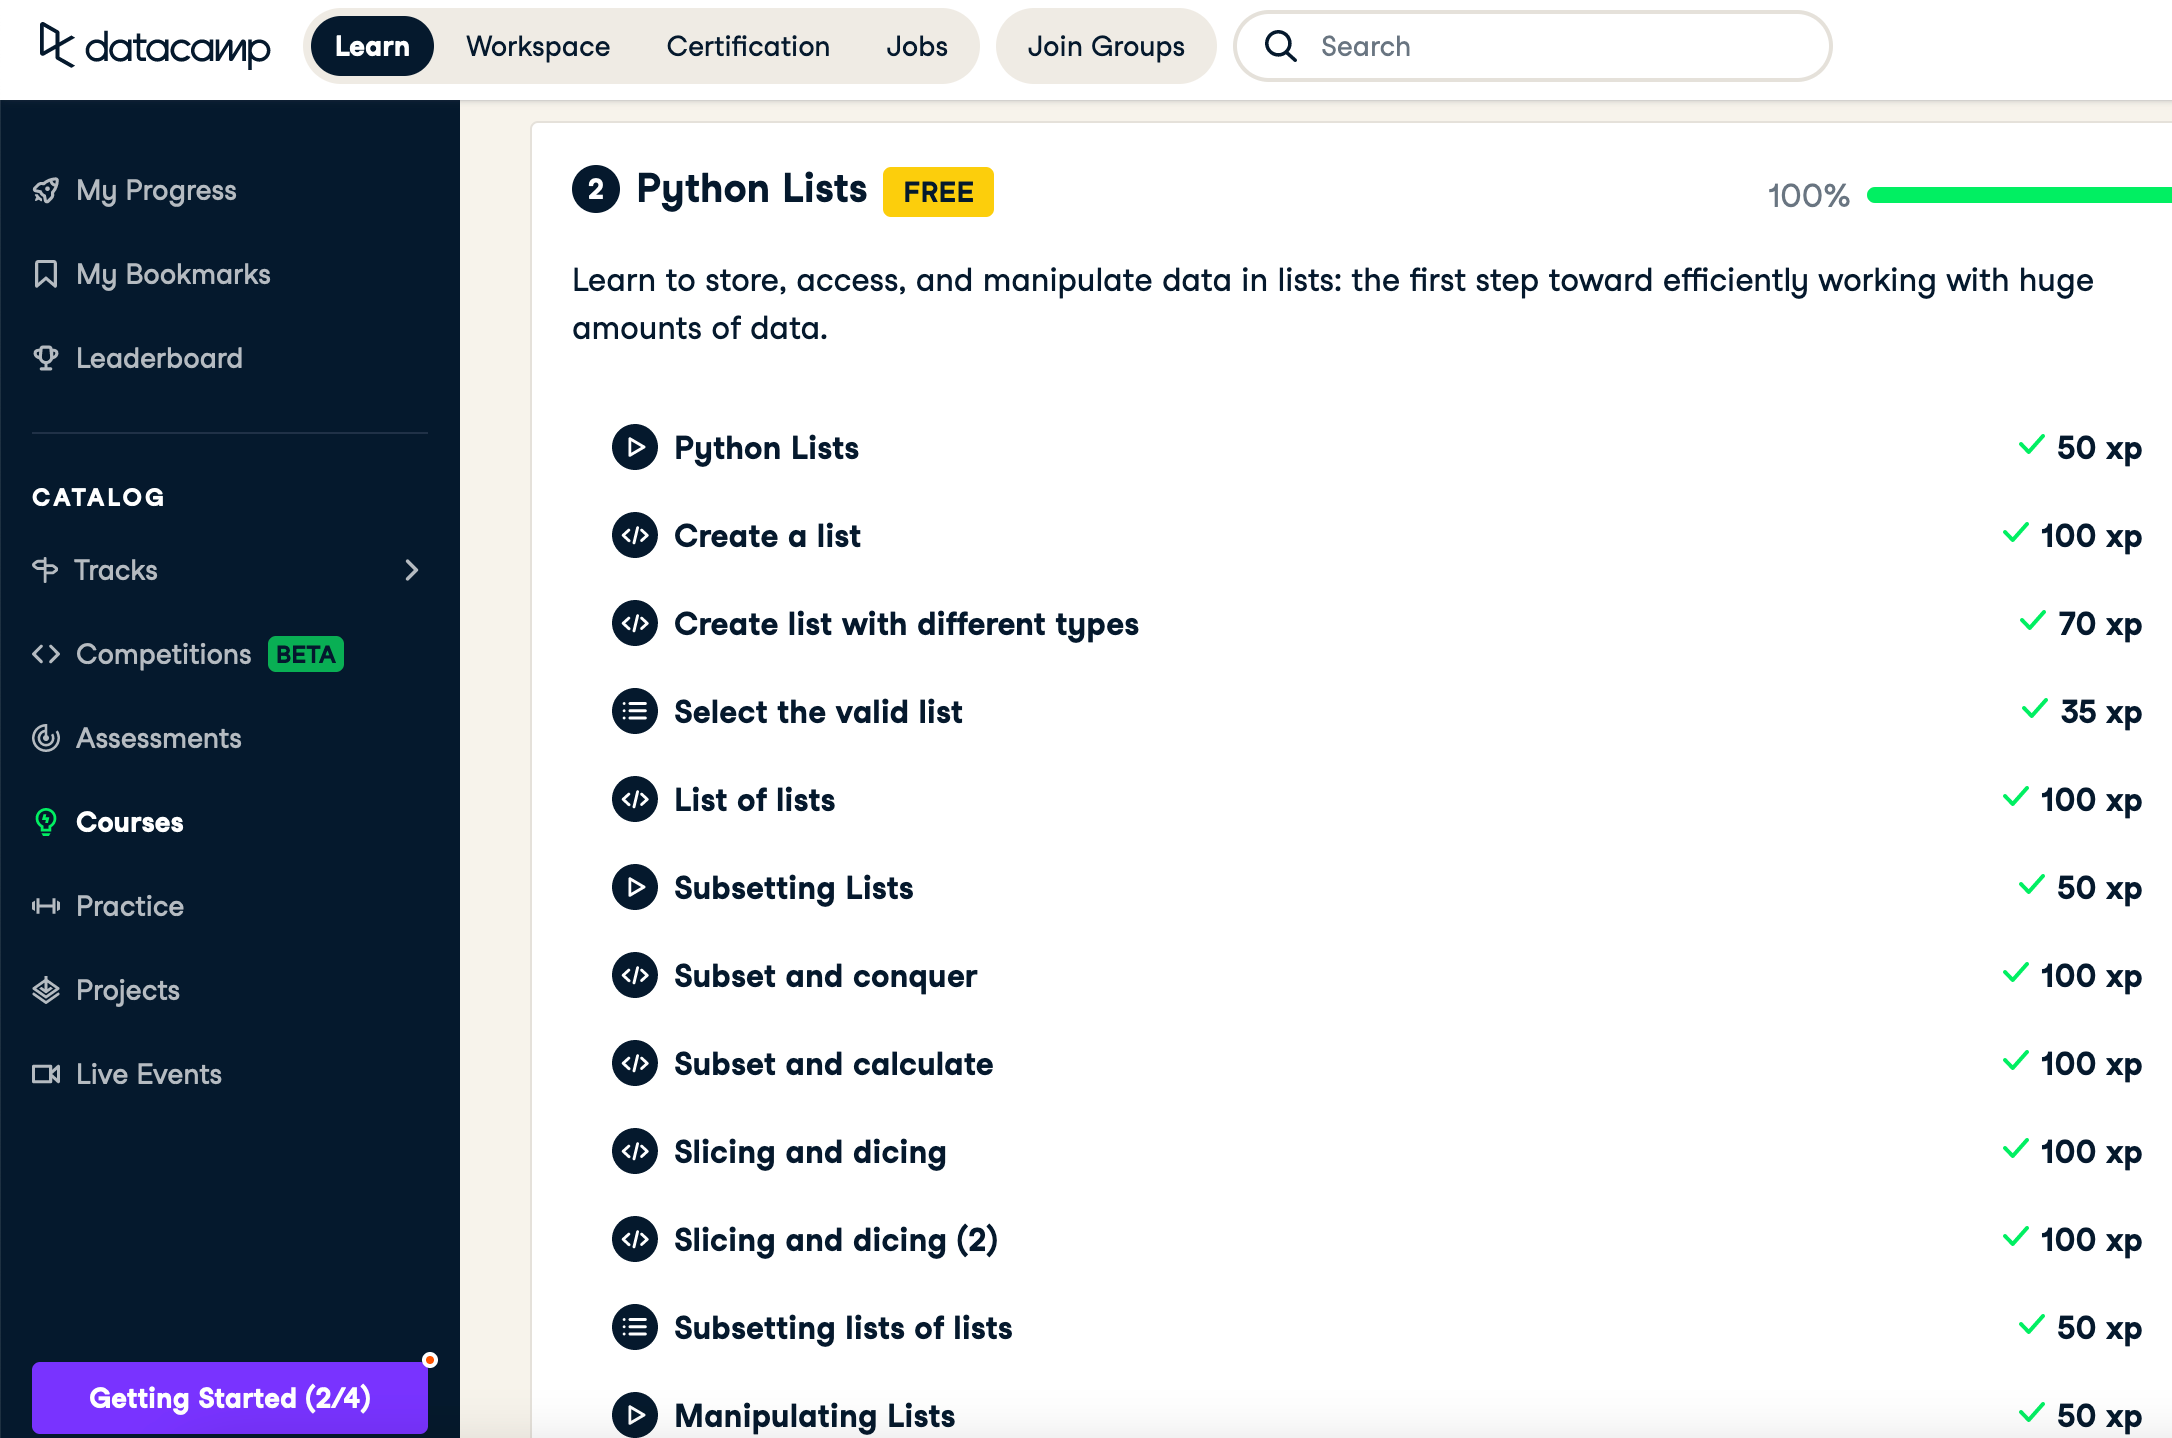 datacamp Learn Workspace Certification Jobs Join Groups Search
My Progress
My Bookmarks
Leaderboard
CATALOG
Tracks
Competitions BETA
Assessments
Courses
Practice
Projects
Live Events
Getting Started (2/4)
2 Python Lists FREE 100%
Learn to store, access, and manipulate data in lists: the first step toward efficiently working with huge
amounts of data.
Python Lists 50 xp
Create a list 100 xp
Create list with different types 70 xp
Select the valid list 35 xp
List of lists 100 xp
Subsetting Lists 50 xp
Subset and conquer 100 xp
Subset and calculate 100 xp
Slicing and dicing 100 xp
Slicing and dicing (2) 100 xp
Subsetting lists of lists 50 xp
Manipulating Lists 50 xp